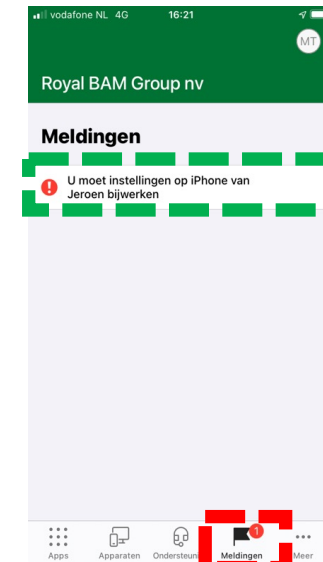 vodafone NL 4G 16:21
MT
Royal BAM Group nv
Meldingen
U moet instellingen op iPhone van
Jeroen bijwerken
1
Apps Apparaten Ondersteuni Meldingen Meer